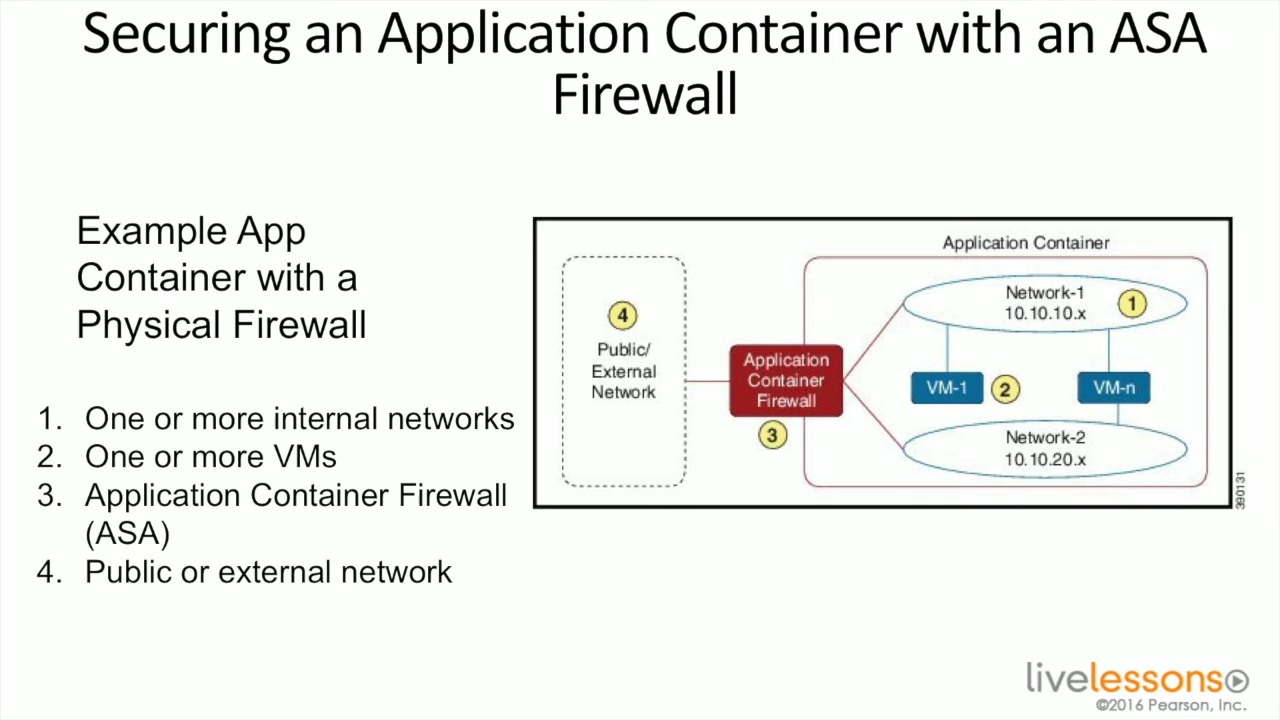 Securing an Application Container with an ASA
Firewall
Example App
Container with a
Physical Firewall
1. One or more internal networks
2. One or more VMs
3. Application Container Firewall
(ASA)
4. Public or external network
Application Container
4
Public/
External
Network
Application
Container
Firewall
3
Network-1
10.10.10.x
1
VM-1
2
VM-n
Network-2
10.10.20.x
390131
livelessons
©2016 Pearson, Inc.